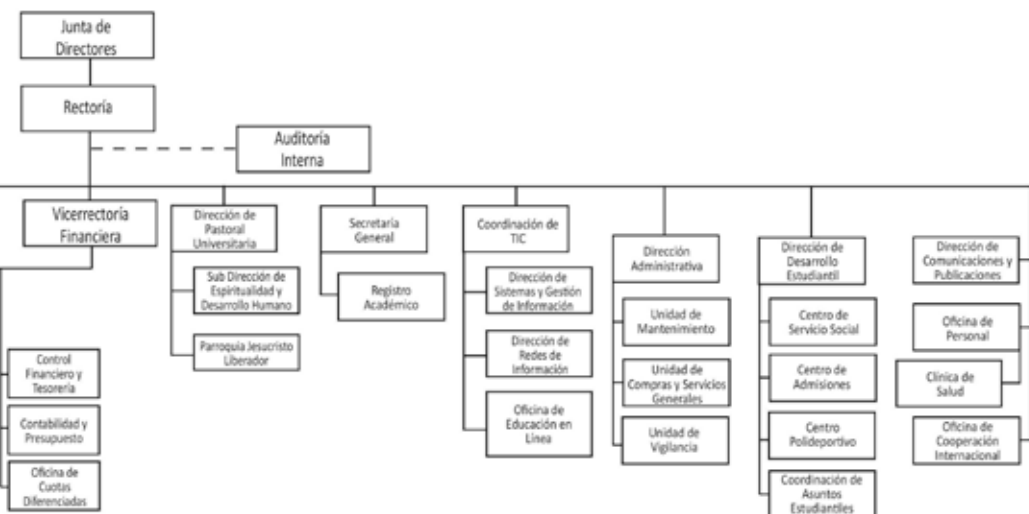 Junta de
Directores
Rectoría
Auditoría
Interna
Vicerrectoría
Financiera
Control
Financiero y
Tesorería
Contabilidad y
Presupuesto
Oficina de
Cuotas
Diferenciadas
Dirección de
Pastoral
Universitaria
Sub Dirección de
Espiritualidad y
Desarrollo Humano
Parroquia Jesucristo
Liberador
Secretaría
General
Registro
Académico
Coordinación de
TIC
Dirección de
Sistemas y Gestión
de Información
Dirección de
Redes de
Información
Oficina de
Educación en
Línea
Dirección
Administrativa
Unidad de
Mantenimiento
Unidad de
Compras y Servicios
Generales
Unidad de
Vigilancia
Dirección de
Desarrollo
Estudiantil
Centro de
Servicio Social
Centro de
Admisiones
Centro
Polideportivo
Coordinación de
Asuntos
Estudiantiles
Dirección de
Comunicaciones y
Publicaciones
Oficina de
Personal
Clínica de
Salud
Oficina de
Cooperación
Internacional